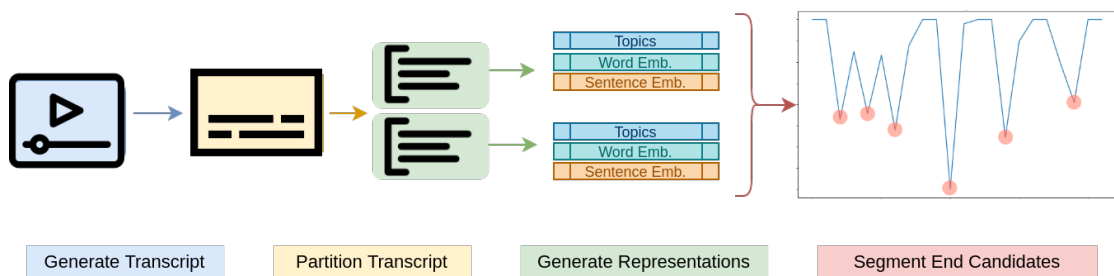 Topics
Word Emb.
Sentence Emb.
Topics
Word Emb.
Sentence Emb.
Generate Transcript
Partition Transcript
Generate Representations
Segment End Candidates